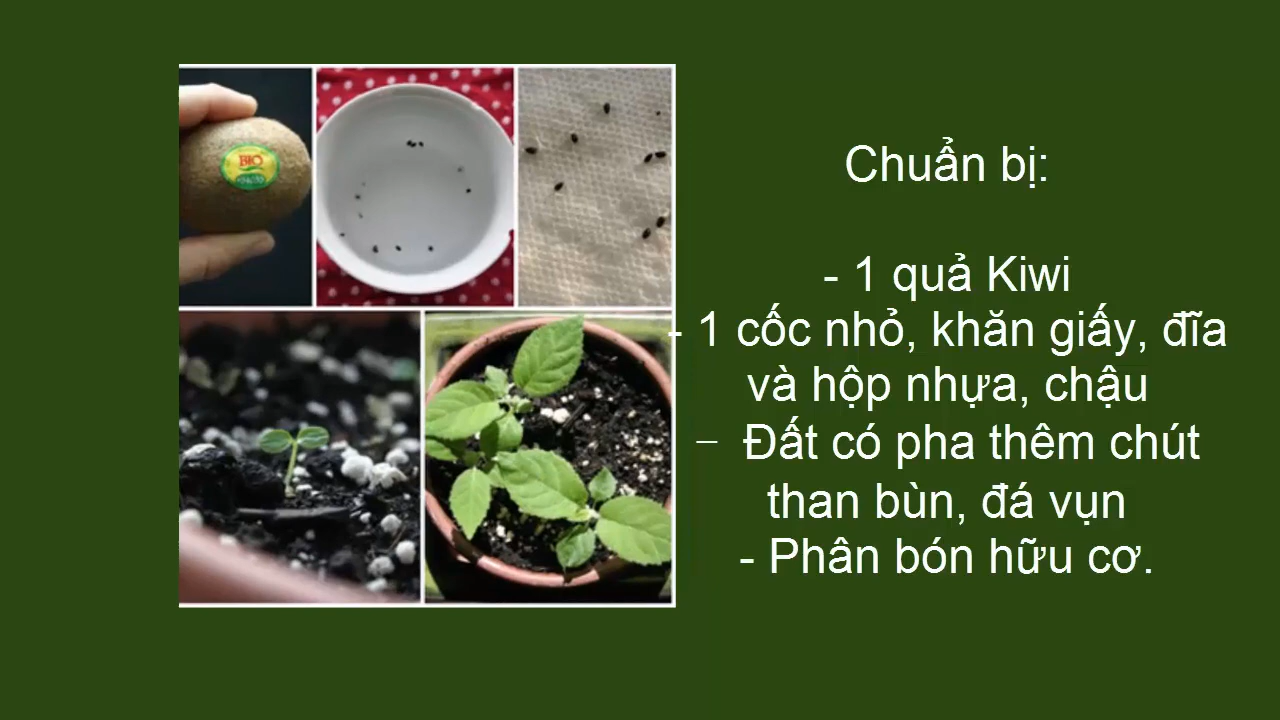 BIO
Chuẩn bị:
- 1 quả Kiwi
- 1 cốc nhỏ, khăn giấy, đĩa
và hộp nhựa, chậu
– Đất có pha thêm chút
than bùn, đá vụn
- Phân bón hữu cơ.